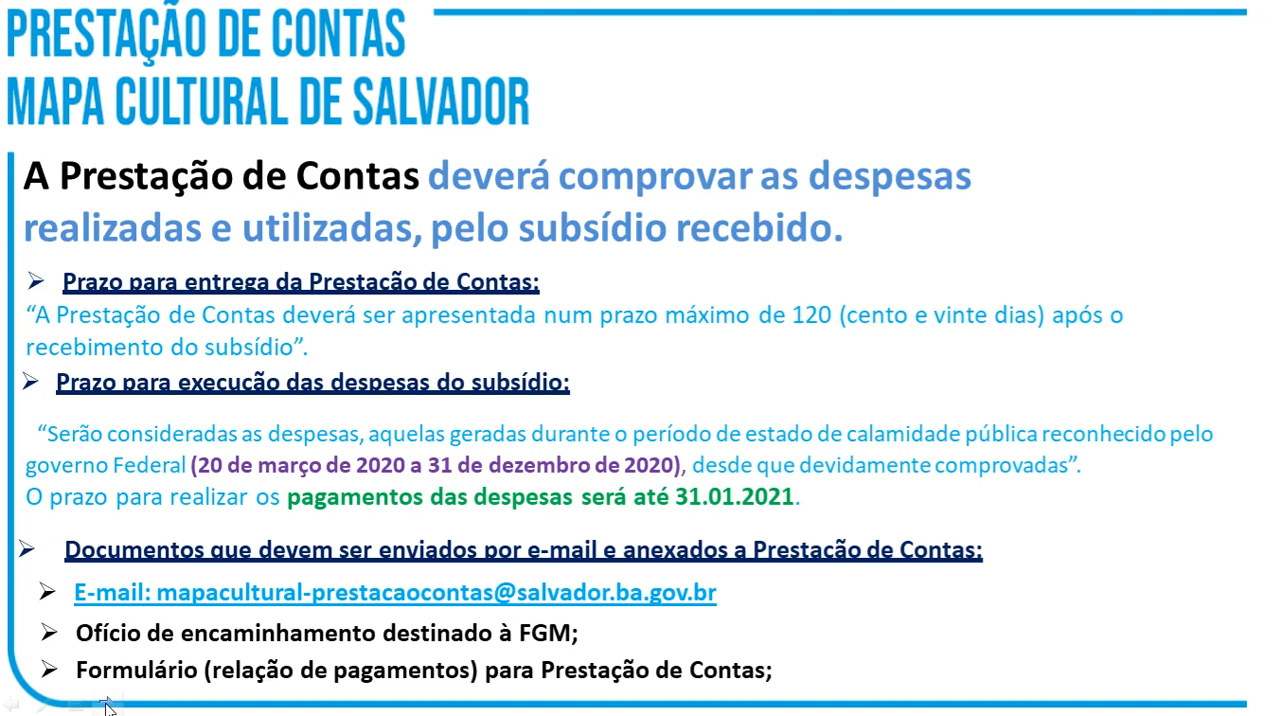 PRESTAÇÃO DE CONTAS
MAPA CULTURAL DE SALVADOR
A Prestação de Contas deverá comprovar as despesas
realizadas e utilizadas, pelo subsídio recebido.
Prazo para entrega da Prestação de Contas:
“A Prestação de Contas deverá ser apresentada num prazo máximo de 120 (cento e vinte dias) após o
recebimento do subsídio”.
Prazo para execução das despesas do subsídio:
“Serão consideradas as despesas, aquelas geradas durante o período de estado de calamidade pública reconhecido pelo
governo Federal (20 de março de 2020 a 31 de dezembro de 2020), desde que devidamente comprovadas”.
O prazo para realizar os pagamentos das despesas será até 31.01.2021.
Documentos que devem ser enviados por e-mail e anexados a Prestação de Contas:
E-mail: mapacultural-prestacaocontas@salvador.ba.gov.br
Ofício de encaminhamento destinado à FGM;
Formulário (relação de pagamentos) para Prestação de Contas;